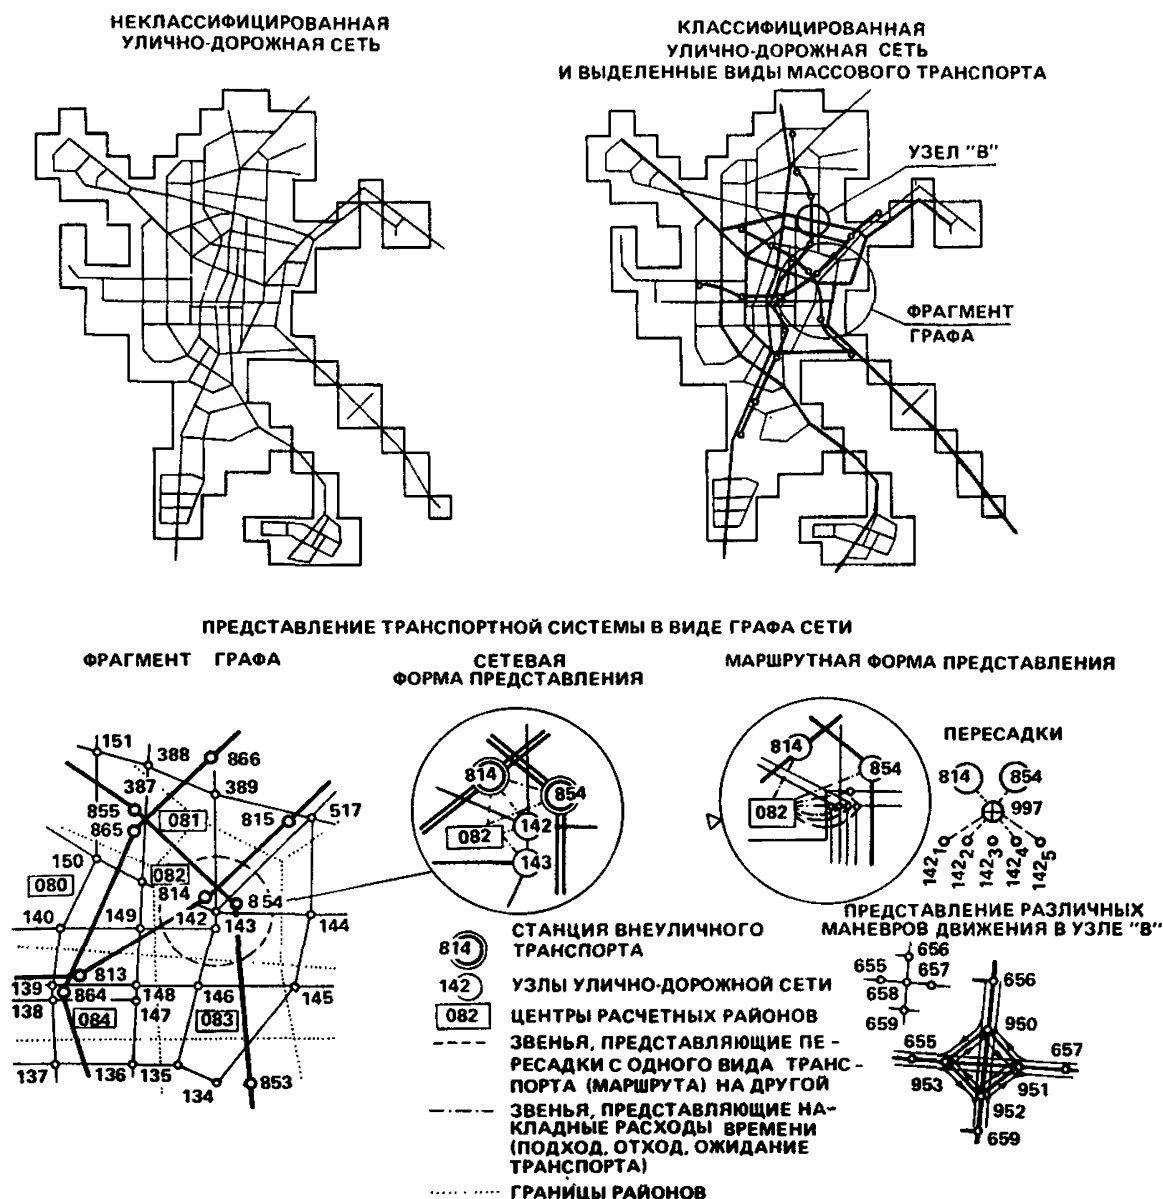 НЕКЛАССИФИЦИРОВАННАЯ
УЛИЧНО-ДОРОЖНАЯ СЕТЬ
КЛАССИФИЦИРОВАННАЯ
УЛИЧНО-ДОРОЖНАЯ СЕТЬ
И ВЫДЕЛЕННЫЕ ВИДЫ МАССОВОГО ТРАНСПОРТА
УЗЕЛ "В"
ФРАГМЕНТ
ГРАФА
ПРЕДСТАВЛЕНИЕ ТРАНСПОРТНОЙ СИСТЕМЫ В ВИДЕ ГРАФА СЕТИ
ФРАГМЕНТ ГРАФА
151
388
866
387
389
855
081
815
517
865
150
082
080
814
854
140
149
142
143
144
813
139
864
148
146
145
138
084
147
083
137
136
135
134
853
СЕТЕВАЯ
ФОРМА ПРЕДСТАВЛЕНИЯ
814
854
082
142
143
МАРШРУТНАЯ ФОРМА ПРЕДСТАВЛЕНИЯ
814
854
082
ПЕРЕСАДКИ
814
854
997
142₁
142₂
142₃
142₄
142₅
814
СТАНЦИЯ ВНЕУЛИЧНОГО
ТРАНСПОРТА
142
УЗЛЫ УЛИЧНО-ДОРОЖНОЙ СЕТИ
082
ЦЕНТРЫ РАСЧЕТНЫХ РАЙОНОВ
ЗВЕНЬЯ, ПРЕДСТАВЛЯЮЩИЕ ПЕ-
РЕСАДКИ С ОДНОГО ВИДА ТРАНС-
ПОРТА (МАРШРУТА) НА ДРУГОЙ
ЗВЕНЬЯ, ПРЕДСТАВЛЯЮЩИЕ НА-
КЛАДНЫЕ РАСХОДЫ ВРЕМЕНИ
(ПОДХОД, ОТХОД, ОЖИДАНИЕ
ТРАНСПОРТА)
ГРАНИЦЫ РАЙОНОВ
ПРЕДСТАВЛЕНИЕ РАЗЛИЧНЫХ
МАНЕВРОВ ДВИЖЕНИЯ В УЗЛЕ "В"
656
655
657
658
659
656
950
655
657
953
951
952
659